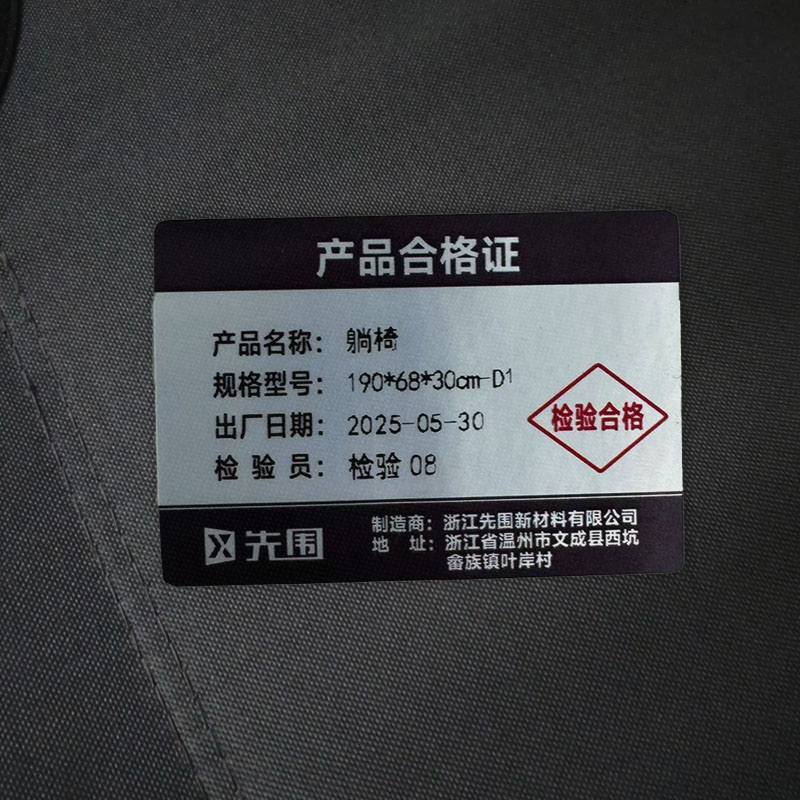 产品合格证
产品名称： 躺椅
规格型号： 190*68*30cm-D1
出厂日期： 2025-05-30
检验员： 检验 08
检验合格
先围
制造商：浙江先围新材料有限公司
地 址：浙江省温州市文成县西坑
畲族镇叶岸村